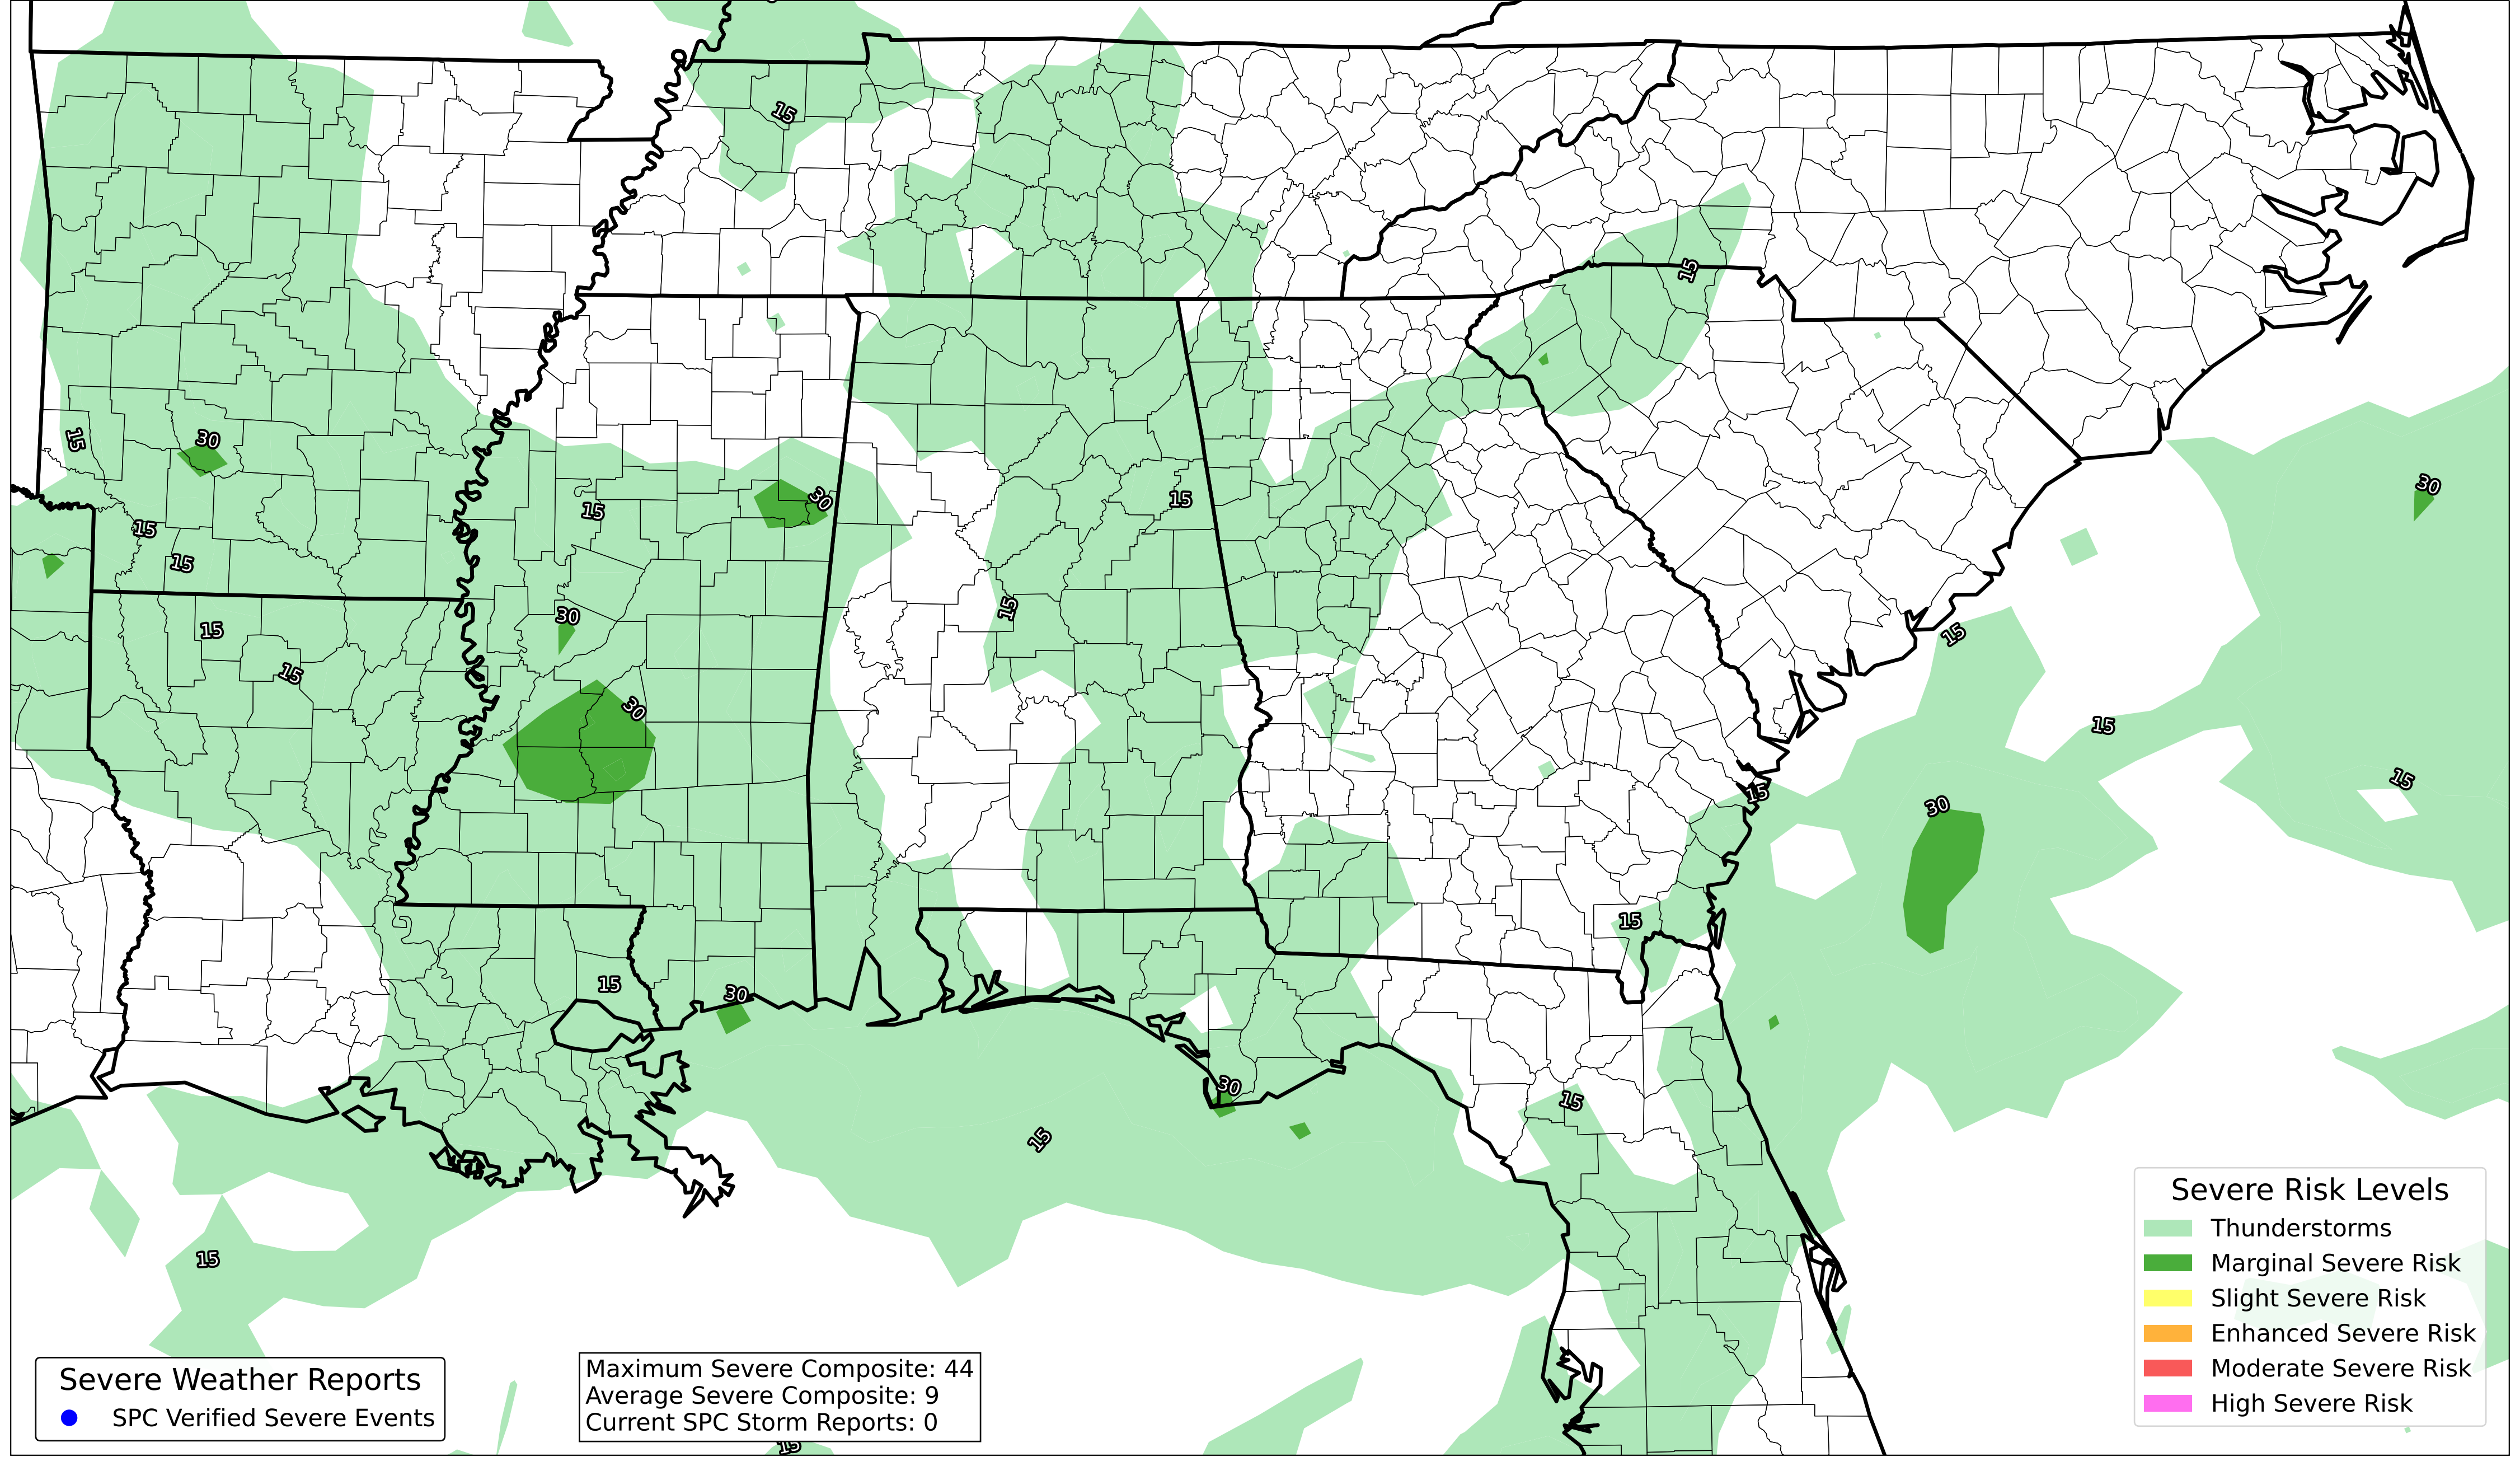 15
15
30
15
30
15
30
30
15
15
15
15
30
15
15
15
30
15
15
30
15
15
15
30
30
15
15
15
15
Severe Weather Reports
SPC Verified Severe Events
Maximum Severe Composite: 44
Average Severe Composite: 9
Current SPC Storm Reports: 0
Severe Risk Levels
Thunderstorms
Marginal Severe Risk
Slight Severe Risk
Enhanced Severe Risk
Moderate Severe Risk
High Severe Risk